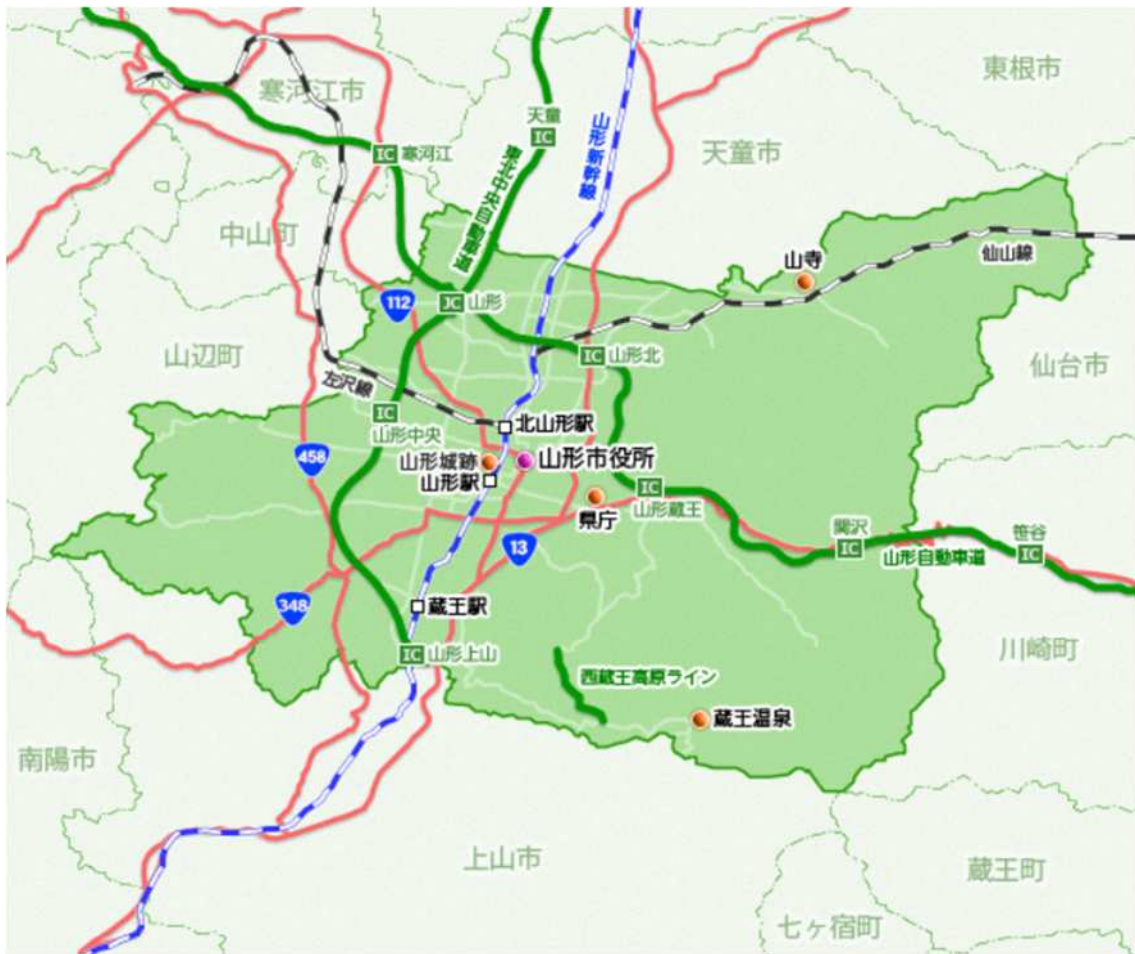 東根市
寒河江市
天童
IC
山形新幹線
天童市
IC 寒河江
東北中央自動車道
中山町
山寺
仙山線
112
JC 山形
山辺町
IC 山形北
仙台市
左沢線
IC
山形中央
北山形駅
458
山形城跡
山形市役所
山形駅
IC
山形蔵王
県庁
関沢
IC
笹谷
IC
山形自動車道
13
348
蔵王駅
IC 山形上山
川崎町
西蔵王高原ライン
蔵王温泉
南陽市
上山市
蔵王町
七ヶ宿町